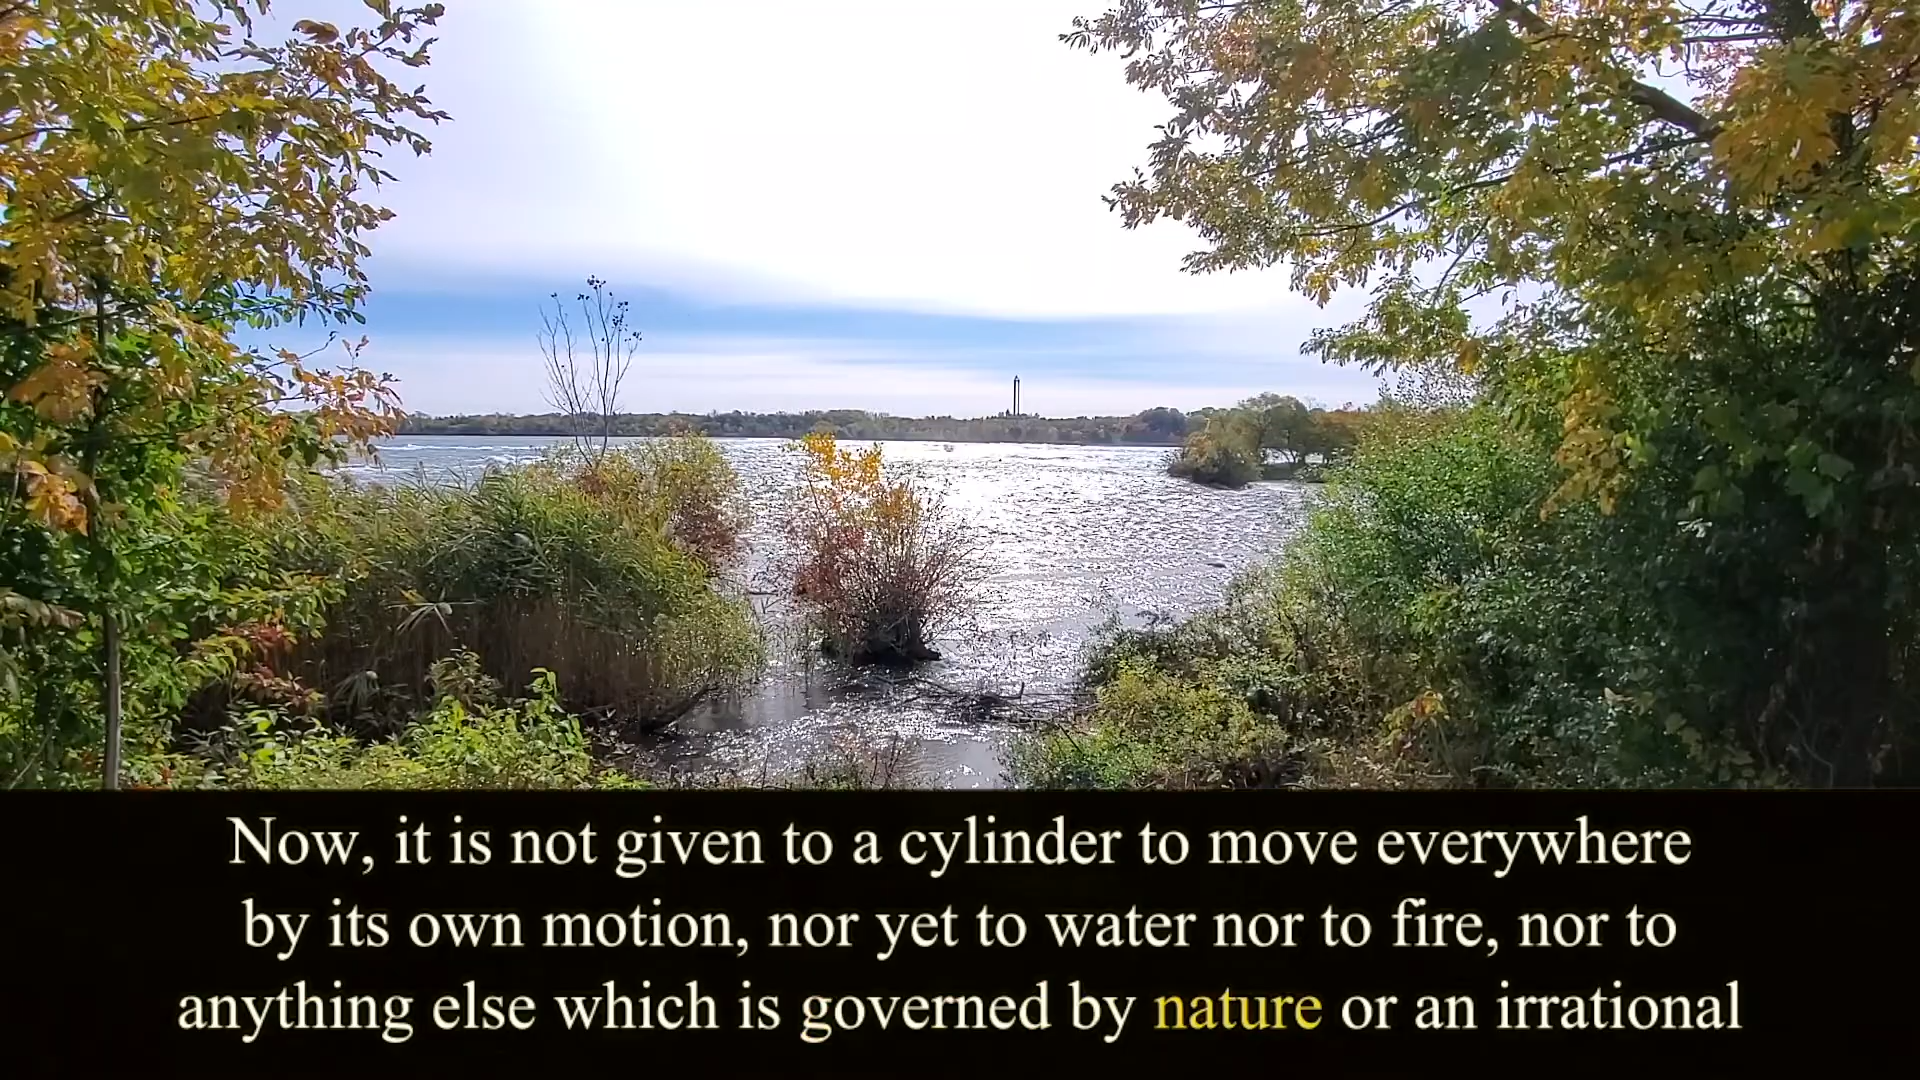 Now, it is not given to a cylinder to move everywhere
by its own motion, nor yet to water nor to fire, nor to
anything else which is governed by nature or an irrational